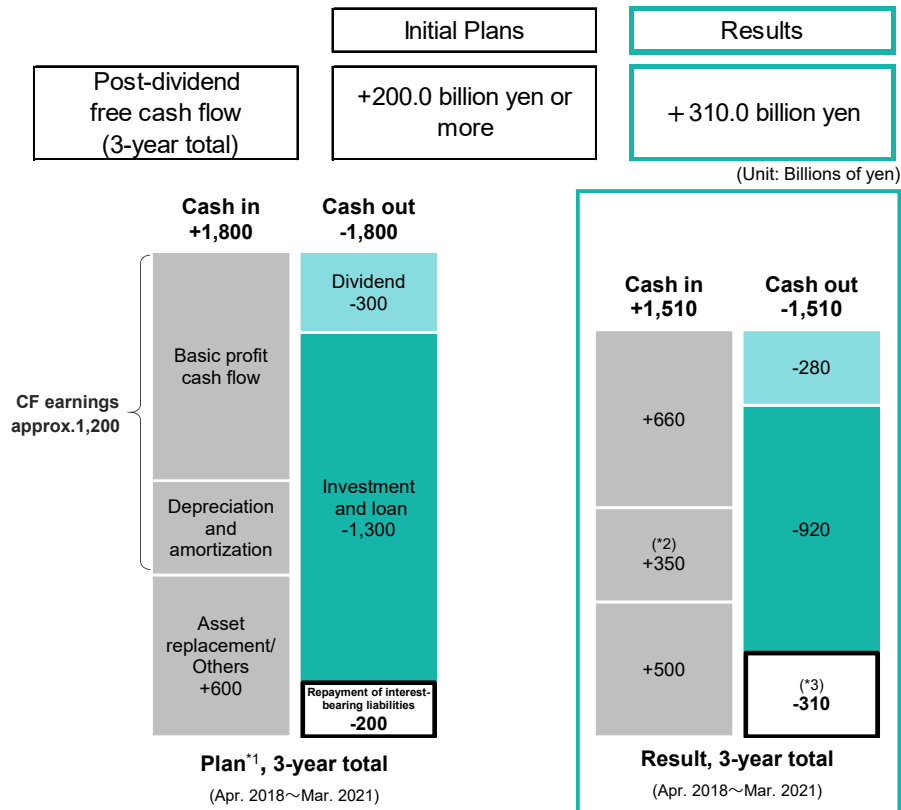 Initial Plans
Results
Post-dividend
free cash flow
(3-year total)
+200.0 billion yen or
more
＋310.0 billion yen
(Unit: Billions of yen)
Cash in
+1,800
Cash out
-1,800
CF earnings
approx.1,200
Basic profit
cash flow
Depreciation
and
amortization
Asset
replacement/
Others
+600
Dividend
-300
Investment
and loan
-1,300
Repayment of interest-
bearing liabilities
-200
Plan*1, 3-year total
(Apr. 2018～Mar. 2021)
Cash in
+1,510
Cash out
-1,510
+660
(*2)
+350
+500
-280
-920
(*3)
-310
Result, 3-year total
(Apr. 2018～Mar. 2021)